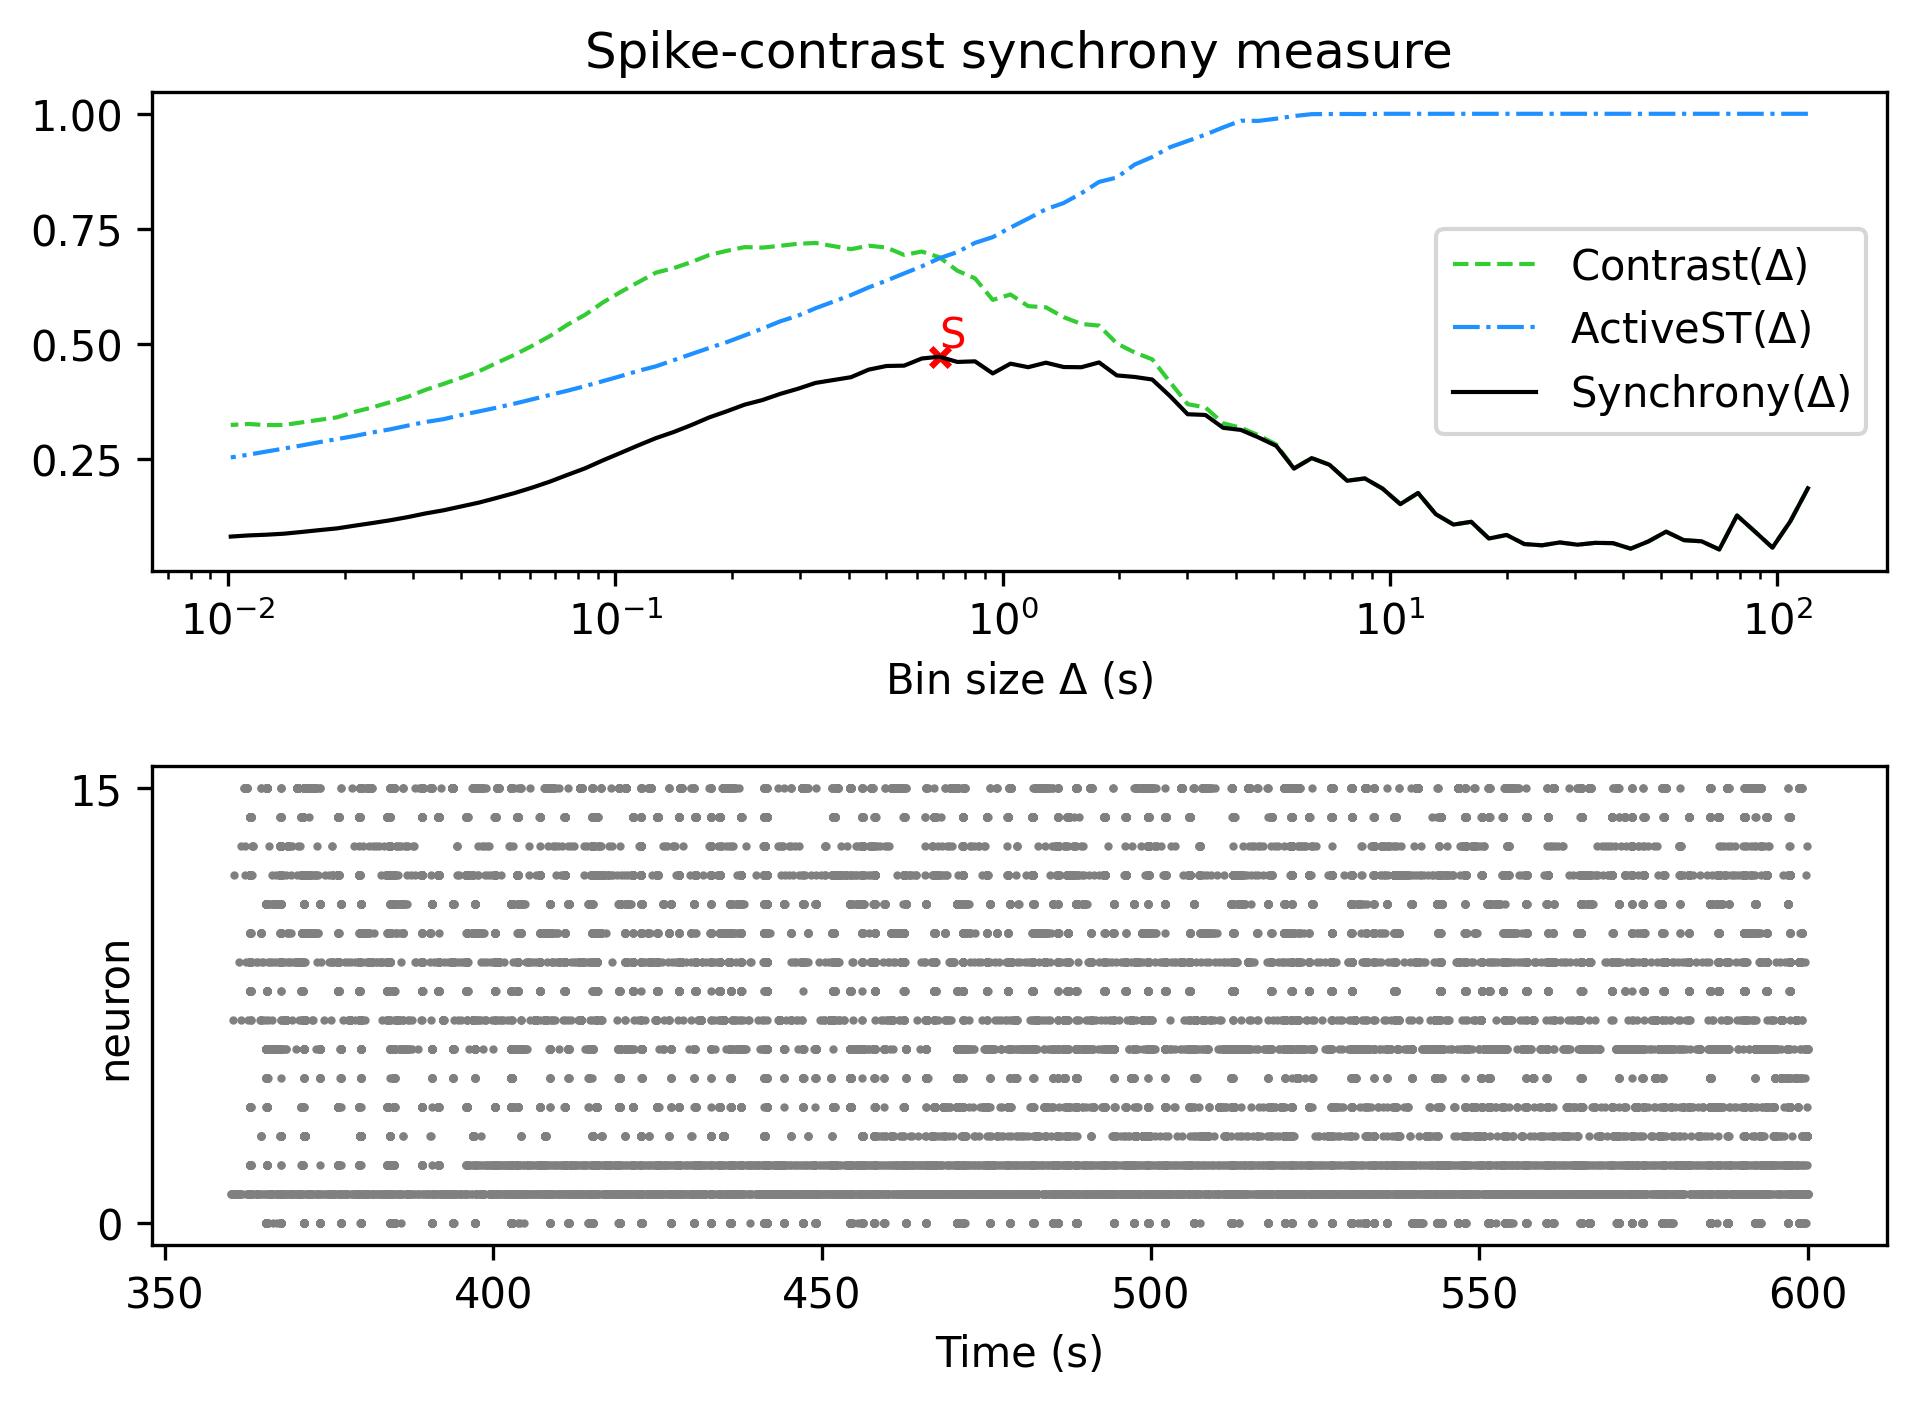 Spike-contrast synchrony measure
1.00
0.75
0.50
0.25
S
Contrast(Δ)
ActiveST(Δ)
Synchrony(Δ)
10⁻² 10⁻¹ 10⁰ 10¹ 10²
Bin size Δ (s)
15
neuron
0
350 400 450 500 550 600
Time (s)